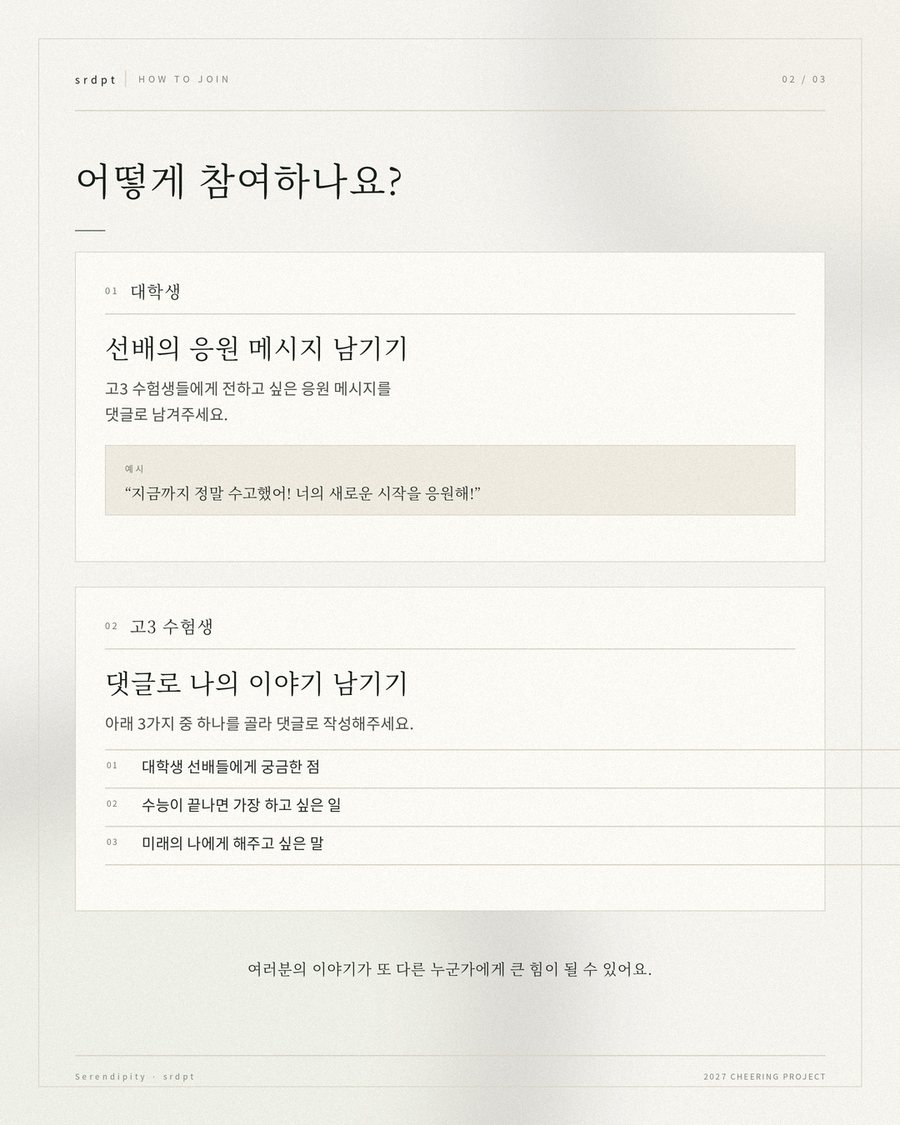 srdpt | HOW TO JOIN
02 / 03
어떻게 참여하나요?
01 대학생
선배의 응원 메시지 남기기
고3 수험생들에게 전하고 싶은 응원 메시지를
댓글로 남겨주세요.
예시
“지금까지 정말 수고했어! 너의 새로운 시작을 응원해!”
02 고3 수험생
댓글로 나의 이야기 남기기
아래 3가지 중 하나를 골라 댓글로 작성해주세요.
01 대학생 선배들에게 궁금한 점
02 수능이 끝나면 가장 하고 싶은 일
03 미래의 나에게 해주고 싶은 말
여러분의 이야기가 또 다른 누군가에게 큰 힘이 될 수 있어요.
Serendipity · srdpt
2027 CHEERING PROJECT